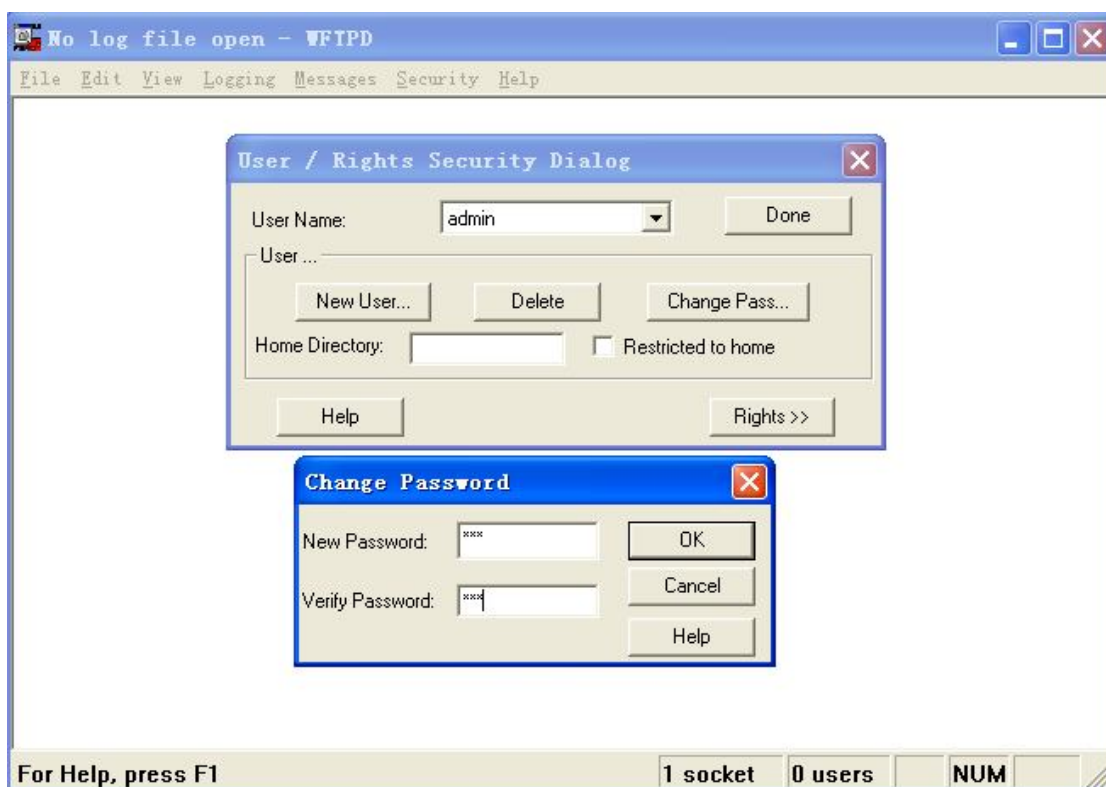 No log file open - WFTPD
File Edit View Logging Messages Security Help
User / Rights Security Dialog
User Name: admin Done
User ...
New User... Delete Change Pass...
Home Directory: Restricted to home
Help Rights >>
Change Password
New Password: *** OK
Cancel
Verify Password: ***
Help
For Help, press F1 1 socket 0 users NUM